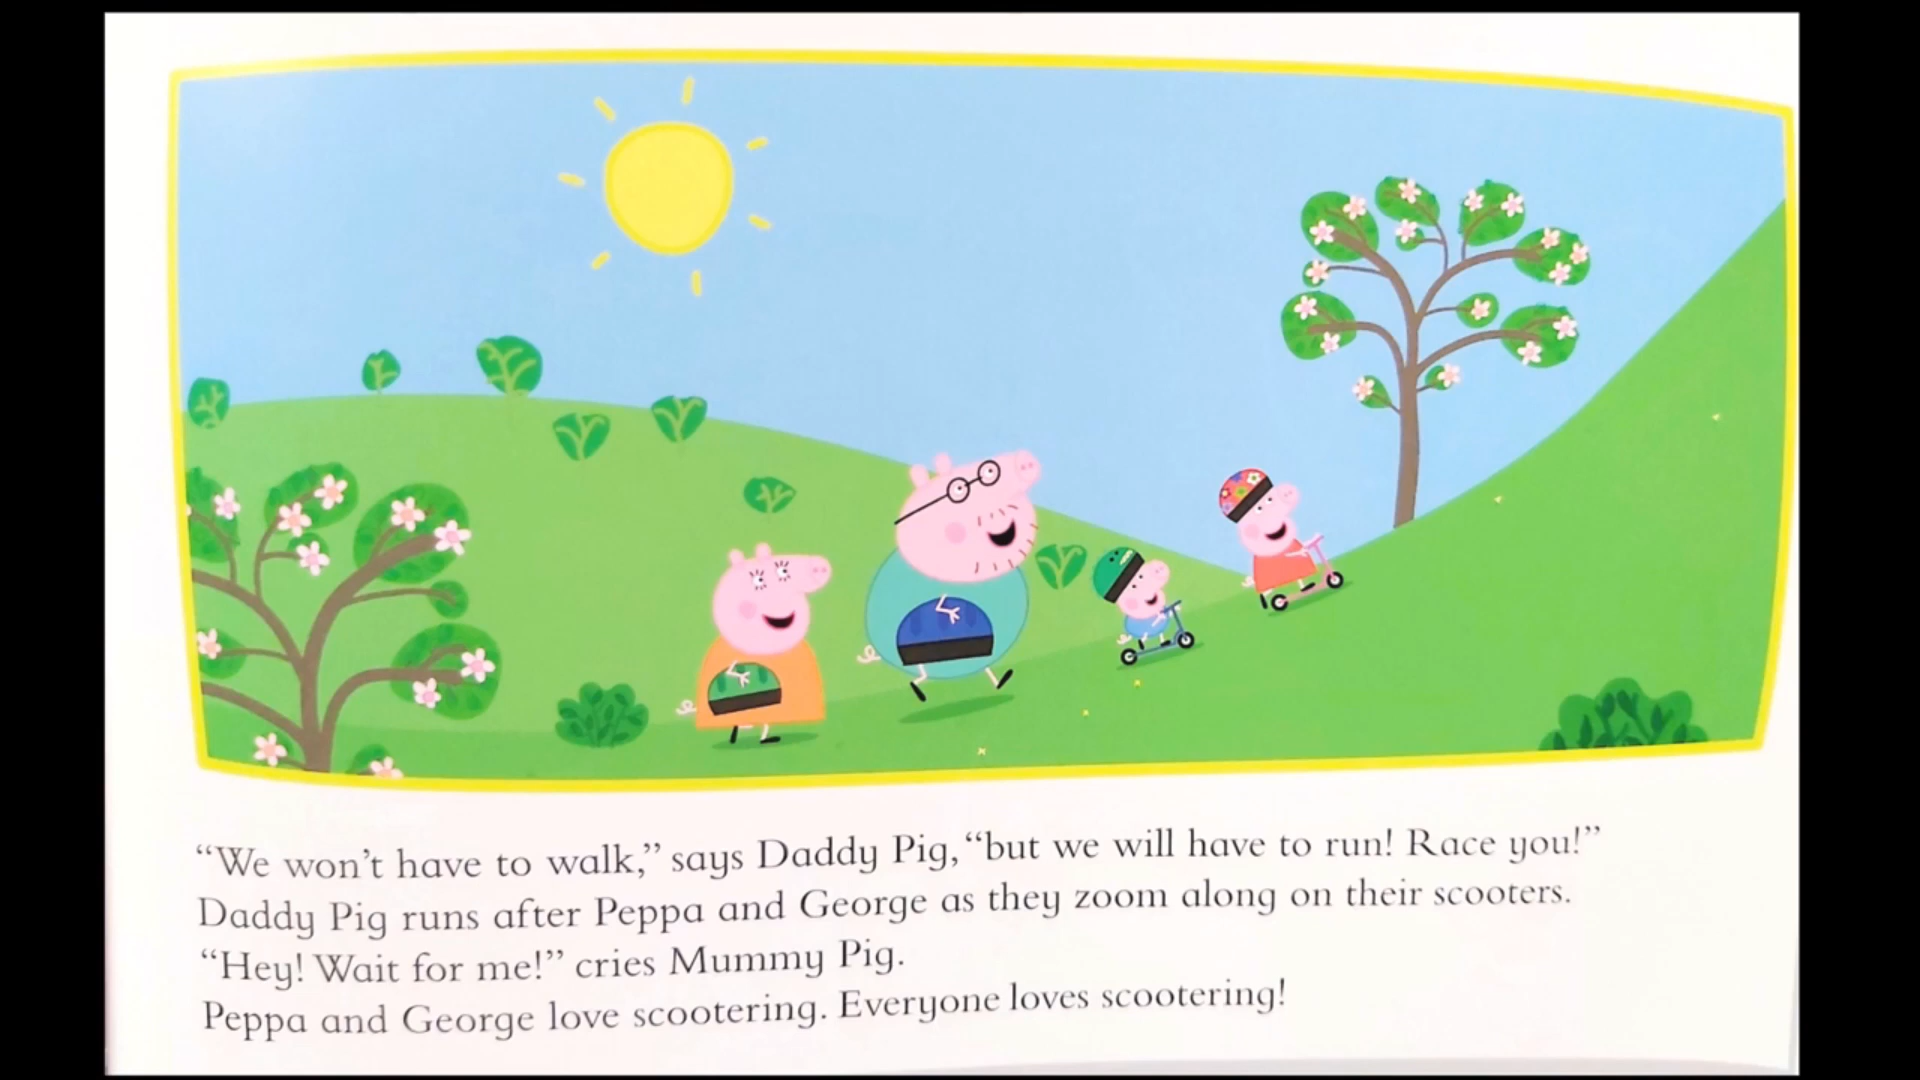 “We won’t have to walk,” says Daddy Pig, “but we will have to run! Race you!”
Daddy Pig runs after Peppa and George as they zoom along on their scooters.
“Hey! Wait for me!” cries Mummy Pig.
Peppa and George love scootering. Everyone loves scootering!